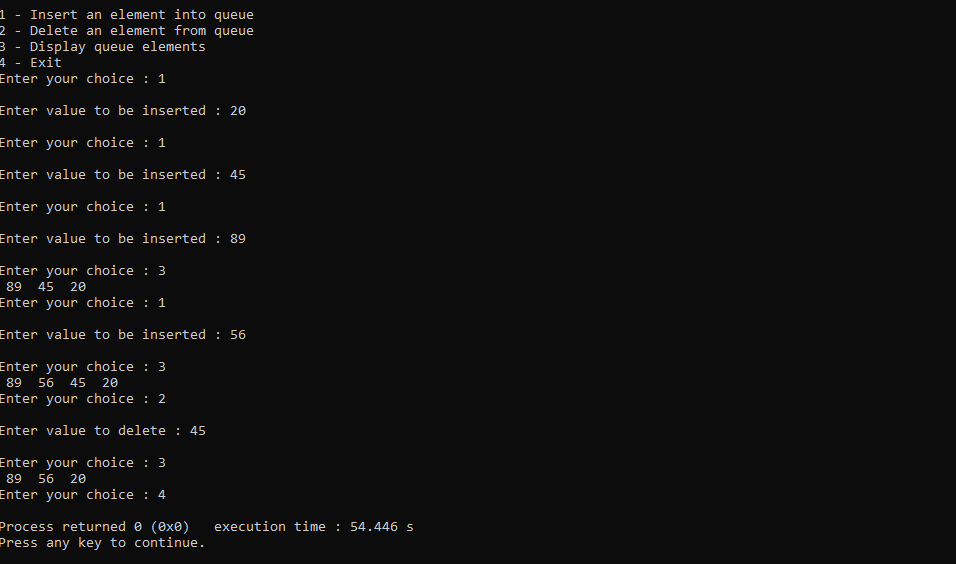 1 - Insert an element into queue
2 - Delete an element from queue
3 - Display queue elements
4 - Exit
Enter your choice : 1
Enter value to be inserted : 20
Enter your choice : 1
Enter value to be inserted : 45
Enter your choice : 1
Enter value to be inserted : 89
Enter your choice : 3
89  45  20
Enter your choice : 1
Enter value to be inserted : 56
Enter your choice : 3
89  56  45  20
Enter your choice : 2
Enter value to delete : 45
Enter your choice : 3
89  56  20
Enter your choice : 4
Process returned 0 (0x0)   execution time : 54.446 s
Press any key to continue.